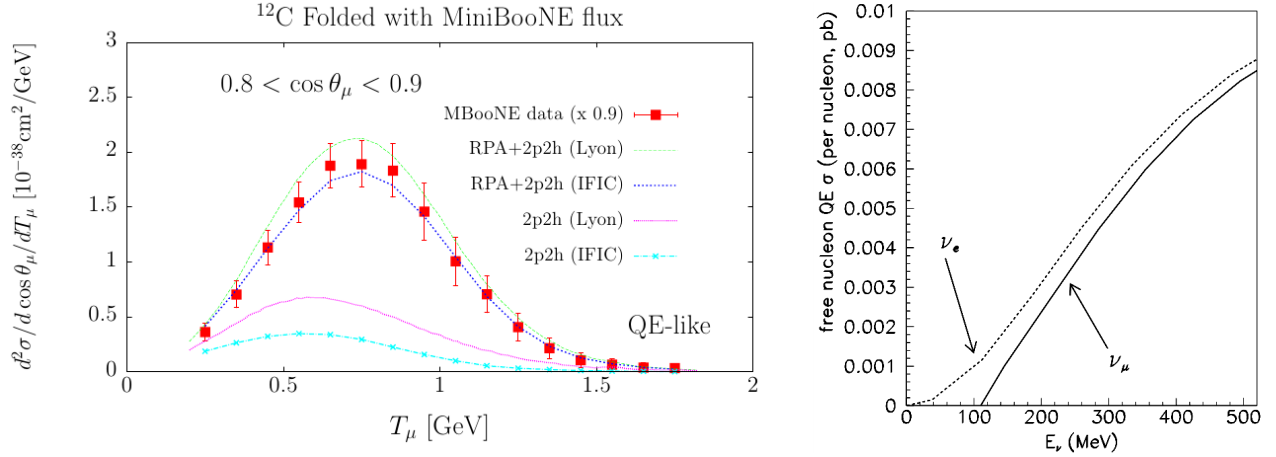 ¹²C Folded with MiniBooNE flux
d²σ/d cos θ_μ/dT_μ [10⁻³⁸cm²/GeV]
3
2.5
2
1.5
1
0.5
0
0.8 < cos θ_μ < 0.9
MBooNE data (x 0.9)
RPA+2p2h (Lyon)
RPA+2p2h (IFIC)
2p2h (Lyon)
2p2h (IFIC)
QE-like
0 0.5 1 1.5 2
T_μ [GeV]
free nucleon QE σ (per nucleon, pb)
0.01
0.009
0.008
0.007
0.006
0.005
0.004
0.003
0.002
0.001
0
ν_e
ν_μ
0 100 200 300 400 500
E_ν (MeV)